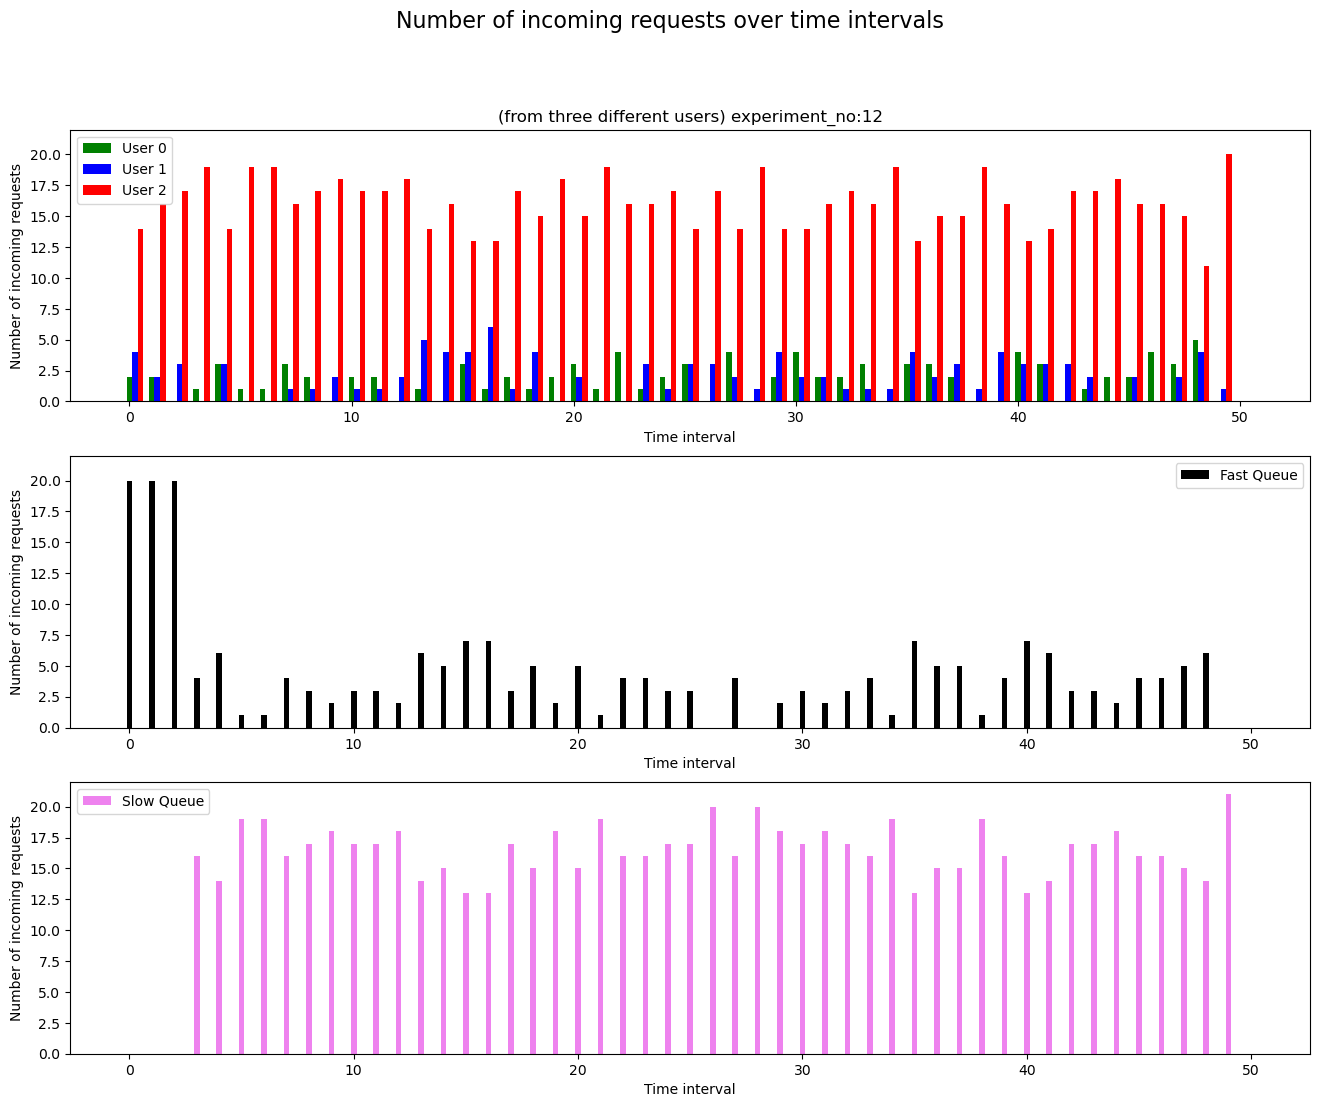 Number of incoming requests over time intervals
(from three different users) experiment_no:12
Number of incoming requests
20.0
17.5
15.0
12.5
10.0
7.5
5.0
2.5
0.0
User 0
User 1
User 2
0 10 20 30 40 50
Time interval
Number of incoming requests
20.0
17.5
15.0
12.5
10.0
7.5
5.0
2.5
0.0
Fast Queue
0 10 20 30 40 50
Time interval
Number of incoming requests
20.0
17.5
15.0
12.5
10.0
7.5
5.0
2.5
0.0
Slow Queue
0 10 20 30 40 50
Time interval